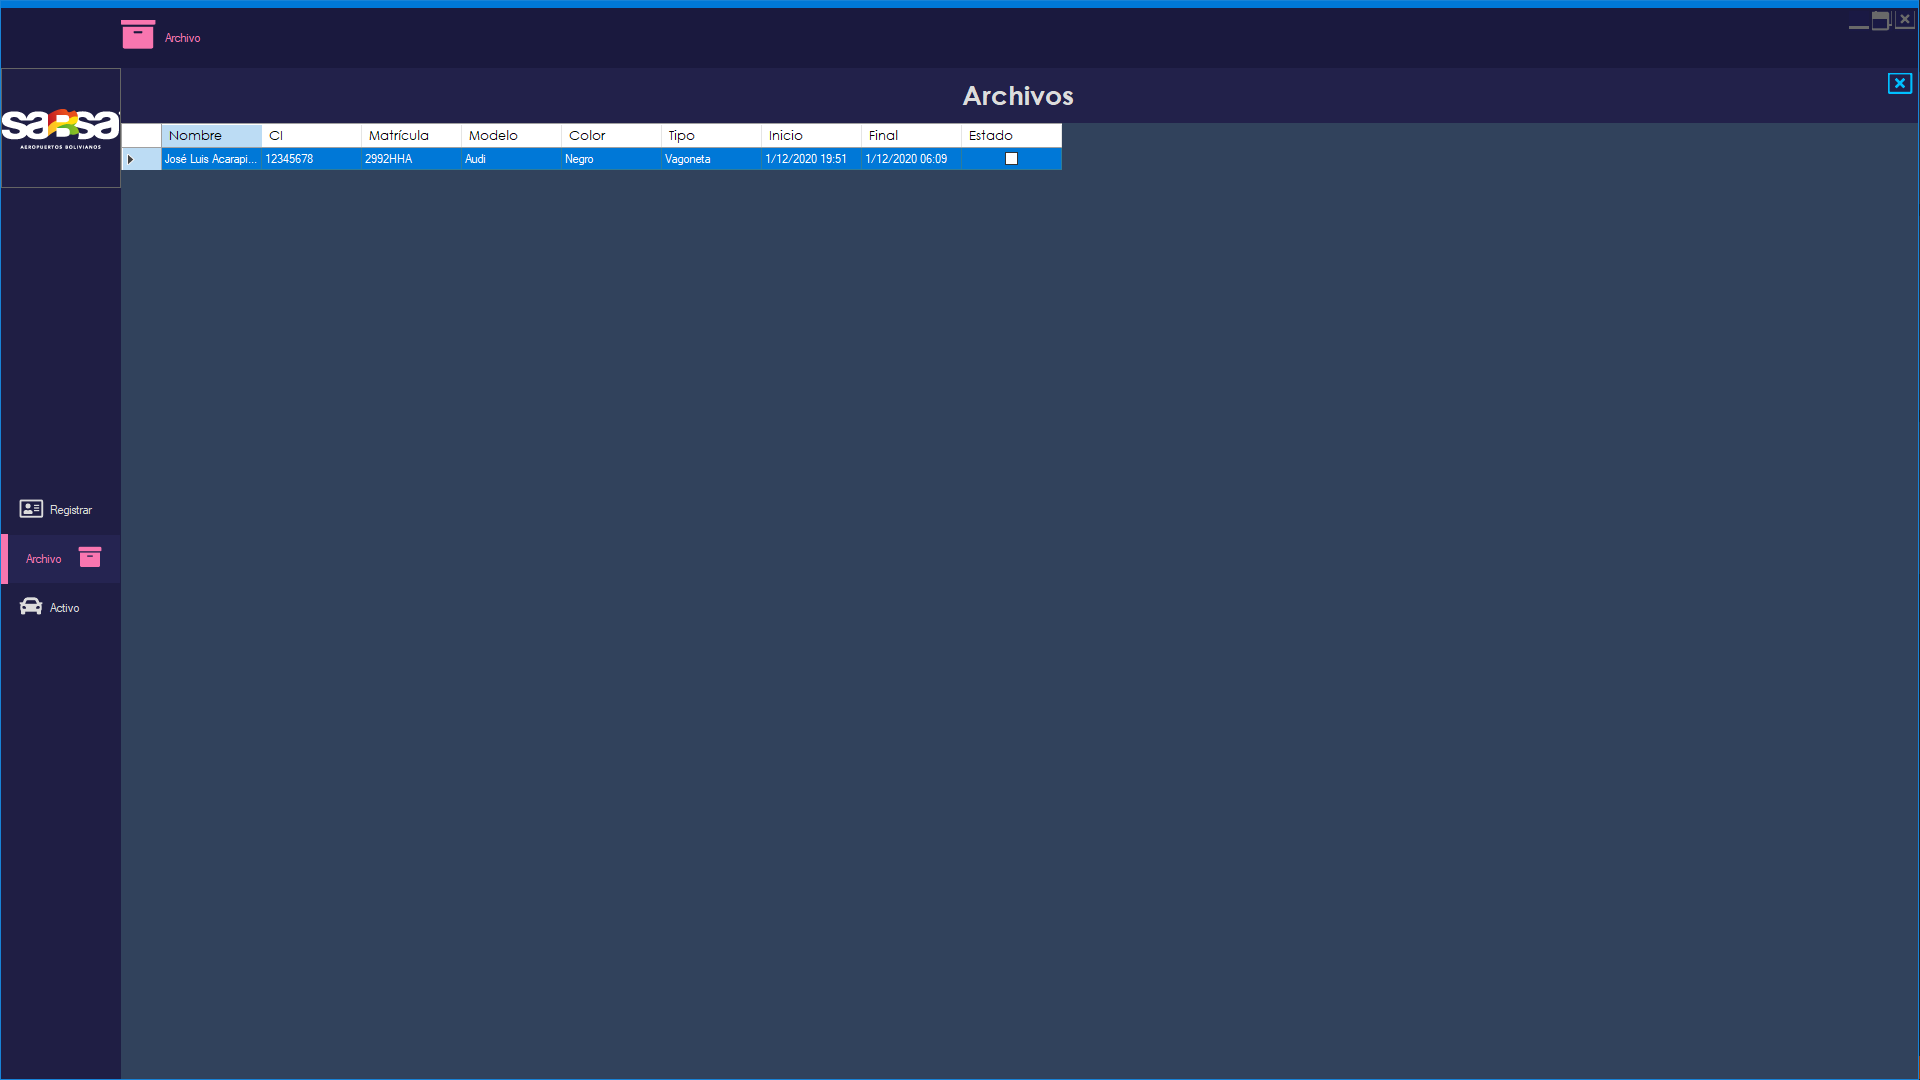 Archivo
Archivos
sabsa
AEROPUERTOS BOLIVIANOS
Nombre CI Matrícula Modelo Color Tipo Inicio Final Estado
José Luis Acarapi... 12345678 2992HHA Audi Negro Vagoneta 1/12/2020 19:51 1/12/2020 06:09
Registrar
Archivo
Activo